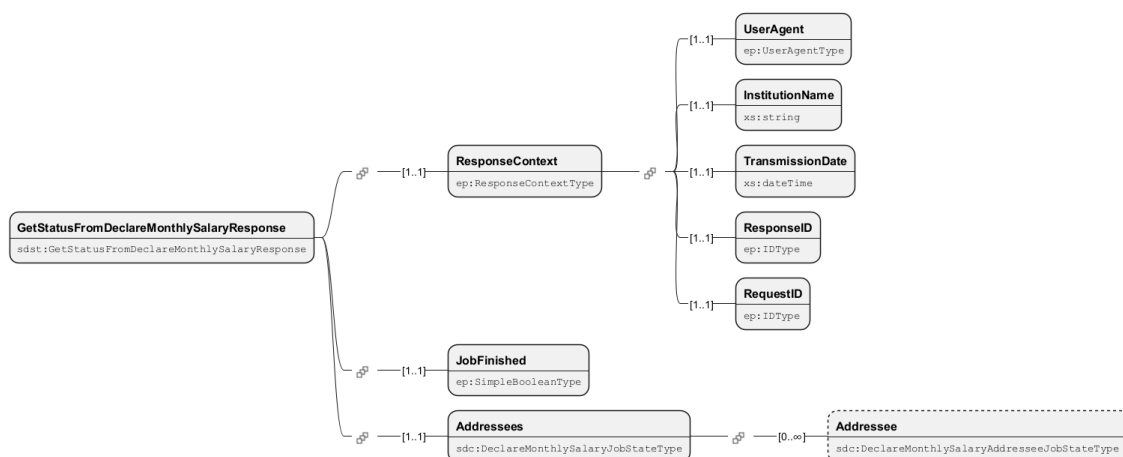 UserAgent
[1..1]
ep:UserAgentType
InstitutionName
[1..1]
xs:string
ResponseContext
[1..1]
ep:ResponseContextType
TransmissionDate
[1..1]
xs:dateTime
GetStatusFromDeclareMonthlySalaryResponse
sdst:GetStatusFromDeclareMonthlySalaryResponse
ResponseID
[1..1]
ep:IDType
RequestID
[1..1]
ep:IDType
JobFinished
[1..1]
ep:SimpleBooleanType
Addressees
[1..1]
sdc:DeclareMonthlySalaryJobStateType
Addressee
[0..∞]
sdc:DeclareMonthlySalaryAddresseeJobStateType